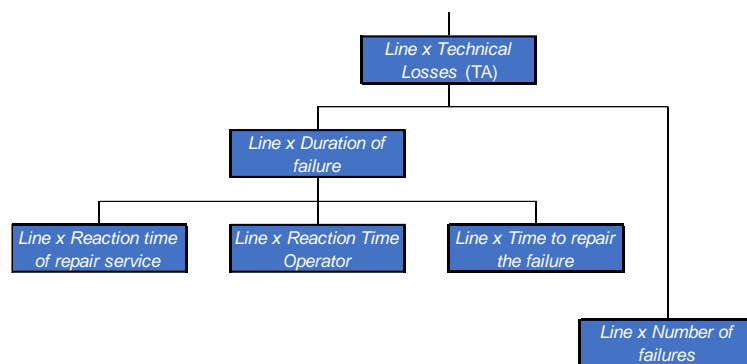 Line x Technical
Losses (TA)
Line x Duration of
failure
Line x Reaction time
of repair service
Line x Reaction Time
Operator
Line x Time to repair
the failure
Line x Number of
failures